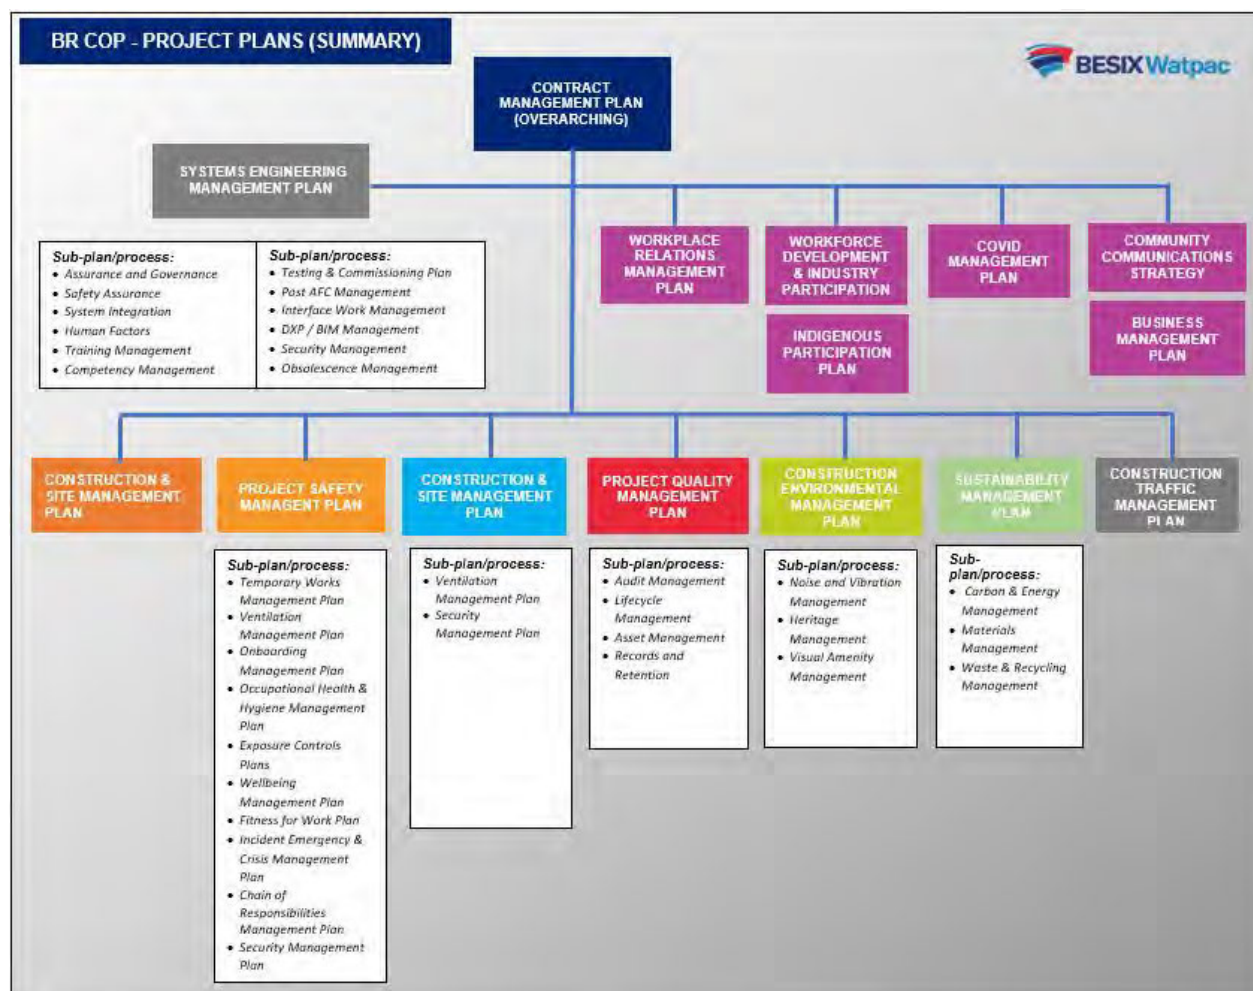 BR COP - PROJECT PLANS (SUMMARY)
BESIX Watpac
CONTRACT
MANAGEMENT PLAN
(OVERARCHING)
SYSTEMS ENGINEERING
MANAGEMENT PLAN
Sub-plan/process:
• Assurance and Governance
• Safety Assurance
• System Integration
• Human Factors
• Training Management
• Competency Management
Sub-plan/process:
• Testing & Commissioning Plan
• Post AFC Management
• Interface Work Management
• DXP / BIM Management
• Security Management
• Obsalescence Management
WORKPLACE
RELATIONS
MANAGEMENT
PLAN
WORKFORCE
DEVELOPMENT
& INDUSTRY
PARTICIPATION
INDIGENOUS
PARTICIPATION
PLAN
COVID
MANAGEMENT
PLAN
COMMUNITY
COMMUNICATIONS
STRATEGY
BUSINESS
MANAGEMENT
PLAN
CONSTRUCTION &
SITE MANAGEMENT
PLAN
PROJECT SAFETY
MANAGENT PLAN
Sub-plan/process:
• Temporary Works
Management Plan
• Ventilation
Management Plan
• Onboarding
Management Plan
• Occupational Health &
Hygiene Management
Plan
• Exposure Controls
Plans
• Wellbeing
Management Plan
• Fitness for Work Plan
• Incident Emergency &
Crisis Management
Plan
• Chain of
Responsibilities
Management Plan
• Security Management
Plan
CONSTRUCTION &
SITE MANAGEMENT
PLAN
Sub-plan/process:
• Ventilation
Management Plan
• Security
Management Plan
PROJECT QUALITY
MANAGEMENT
PLAN
Sub-plan/process:
• Audit Management
• Lifecycle
Management
• Asset Management
• Records and
Retention
CONSTRUCTION
ENVIRONMENTAL
MANAGEMENT
PLAN
Sub-plan/process:
• Noise and Vibration
Management
• Heritage
Management
• Visual Amenity
Management
SUSTAINABILITY
MANAGEMENT
PLAN
Sub-
plan/process:
• Carbon & Energy
Management
• Materials
Management
• Waste & Recycling
Management
CONSTRUCTION
TRAFFIC
MANAGEMENT
PLAN